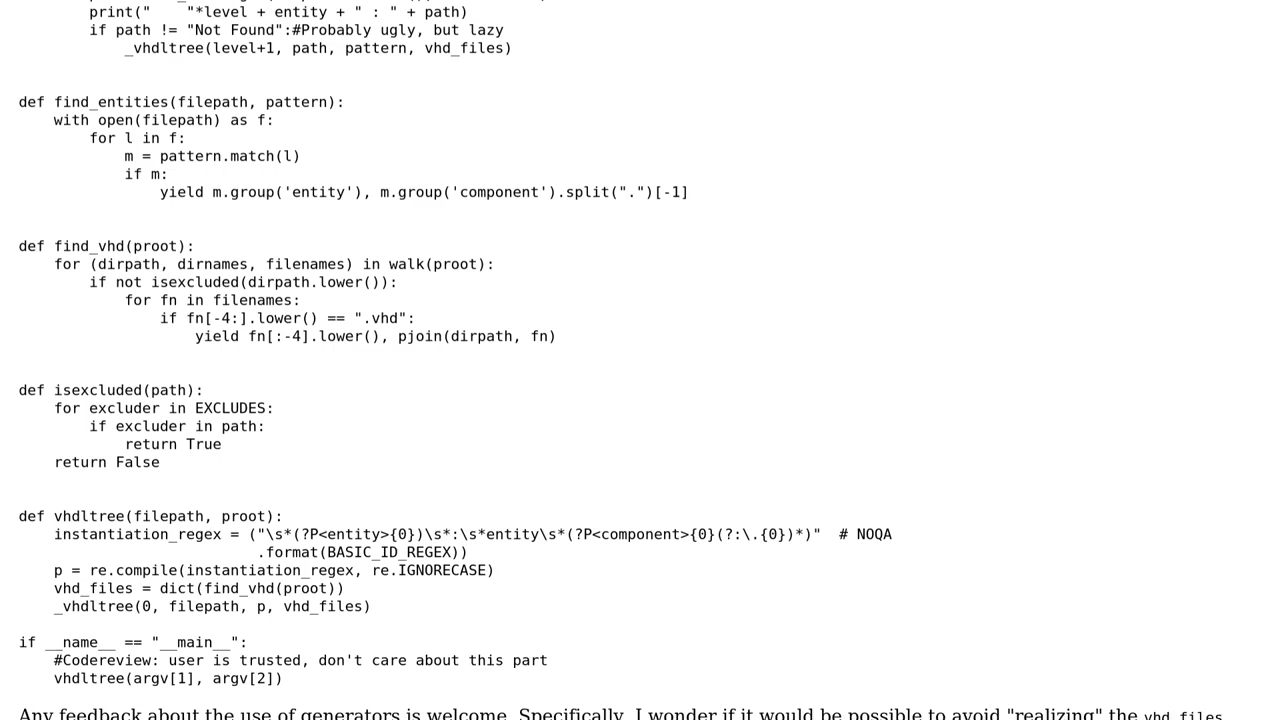 print("    "*level + entity + " : " + path)
if path != "Not Found":#Probably ugly, but lazy
_vhdltree(level+1, path, pattern, vhd_files)
def find_entities(filepath, pattern):
with open(filepath) as f:
for l in f:
m = pattern.match(l)
if m:
yield m.group('entity'), m.group('component').split(".")[-1]
def find_vhd(proot):
for (dirpath, dirnames, filenames) in walk(proot):
if not isexcluded(dirpath.lower()):
for fn in filenames:
if fn[-4:].lower() == ".vhd":
yield fn[:-4].lower(), pjoin(dirpath, fn)
def isexcluded(path):
for excluder in EXCLUDES:
if excluder in path:
return True
return False
def vhdltree(filepath, proot):
instantiation_regex = ("\s*(?P<entity>{0})\s*:\s*entity\s*(?P<component>{0}(?:\.{0})*)"  # NOQA
.format(BASIC_ID_REGEX))
p = re.compile(instantiation_regex, re.IGNORECASE)
vhd_files = dict(find_vhd(proot))
_vhdltree(0, filepath, p, vhd_files)
if __name__ == "__main__":
#Codereview: user is trusted, don't care about this part
vhdltree(argv[1], argv[2])
Any feedback about the use of generators is welcome. Specifically, I wonder if it would be possible to avoid "realizing" the vhd_files